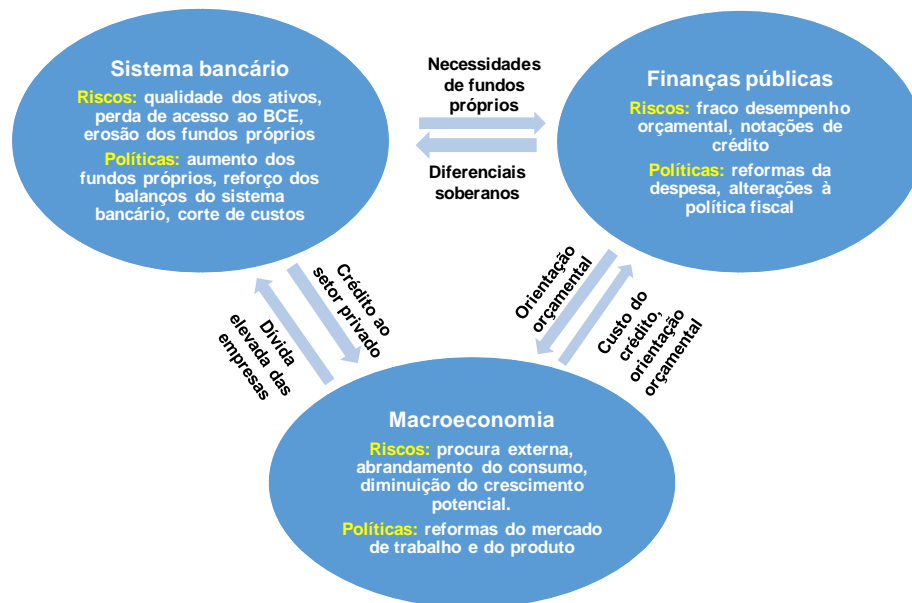 Sistema bancário
Riscos: qualidade dos ativos,
perda de acesso ao BCE,
erosão dos fundos próprios
Políticas: aumento dos
fundos próprios, reforço dos
balanços do sistema
bancário, corte de custos
Necessidades
de fundos
próprios
Diferenciais
soberanos
Finanças públicas
Riscos: fraco desempenho
orçamental, notações de
crédito
Políticas: reformas da
despesa, alterações à
política fiscal
Dívida
elevada das
empresas
Crédito ao
setor privado
Orientação
orçamental
Custo do
crédito,
orientação
orçamental
Macroeconomia
Riscos: procura externa,
abrandamento do consumo,
diminuição do crescimento
potencial.
Políticas: reformas do mercado
de trabalho e do produto